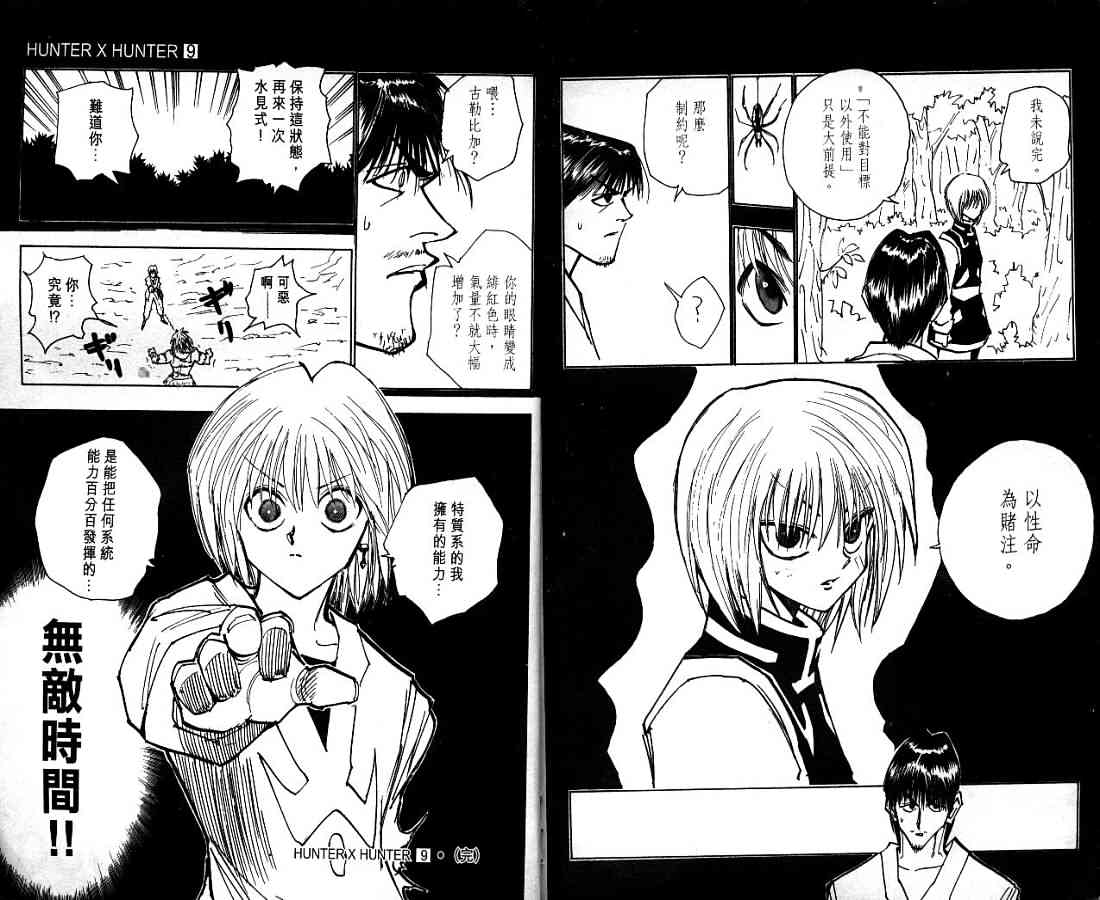 我未說完。
。「不能對目標
以外使用」
只是大前提。
那麼
制約呢？
？
以性命
為賭注。
HUNTER X HUNTER 9
喂…
古勒比加？
你的眼睛變成
緋紅色時，
氣量不就大幅
增加了？
保持這狀態，
再來一次
水見式！
難道你…
可惡
啊——
ギリ
ギリ
你…
究竟!?
特質系的我
擁有的能力…
是能把任何系統
能力百分百發揮的…
無敵時間!!
HUNTER X HUNTER 9。(完)